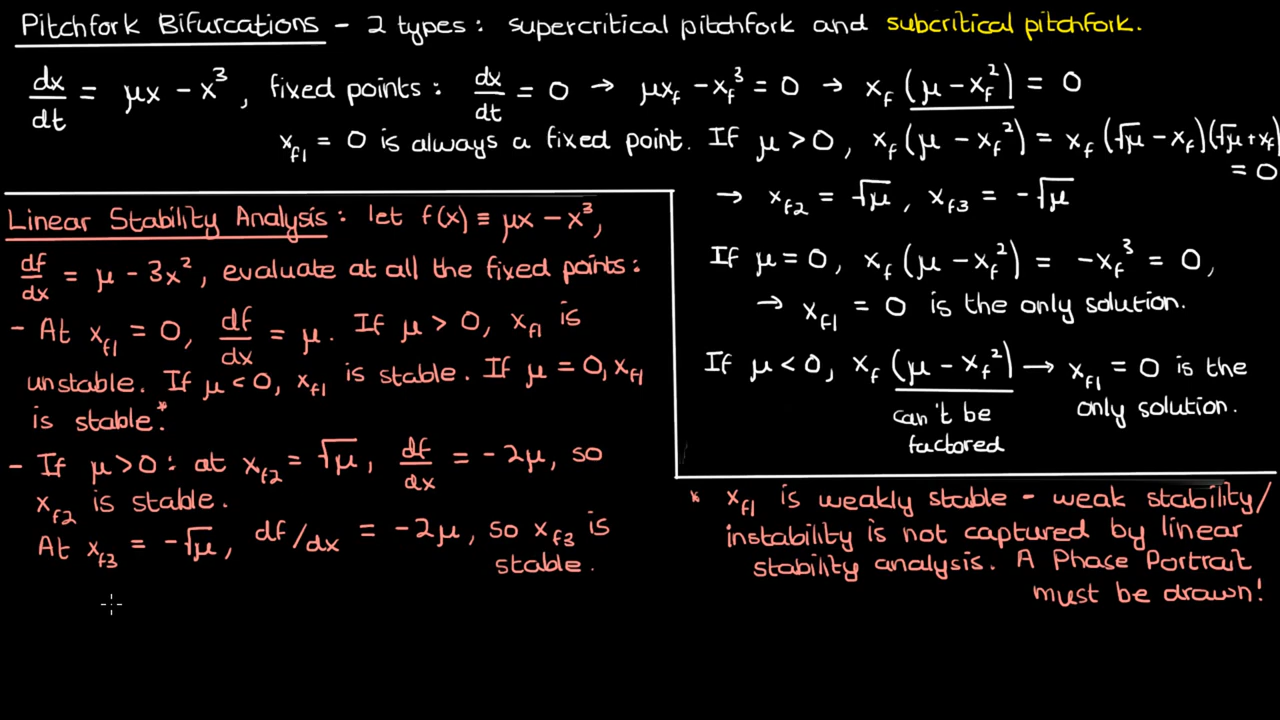 Pitchfork Bifurcations - 2 types: supercritical pitchfork and subcritical pitchfork.
dx/dt = μx - x³, fixed points: dx/dt = 0 → μx_f - x_f³ = 0 → x_f (μ - x_f²) = 0
x_f1 = 0 is always a fixed point. If μ > 0, x_f (μ - x_f²) = x_f (√μ - x_f)(√μ + x_f)
= 0
→ x_f2 = √μ, x_f3 = -√μ
If μ = 0, x_f (μ - x_f²) = -x_f³ = 0,
→ x_f1 = 0 is the only solution.
If μ < 0, x_f (μ - x_f²) → x_f1 = 0 is the
only solution.
can't be
factored
Linear Stability Analysis: let f(x) ≡ μx - x³,
df/dx = μ - 3x², evaluate at all the fixed points:
- At x_f1 = 0, df/dx = μ. If μ > 0, x_f1 is
unstable. If μ < 0, x_f1 is stable. If μ = 0, x_f1
is stable.*
- If μ > 0: at x_f2 = √μ, df/dx = -2μ, so
x_f2 is stable.
At x_f3 = -√μ, df/dx = -2μ, so x_f3 is
stable.
* x_f1 is weakly stable - weak stability/
instability is not captured by linear
stability analysis. A Phase Portrait
must be drawn!